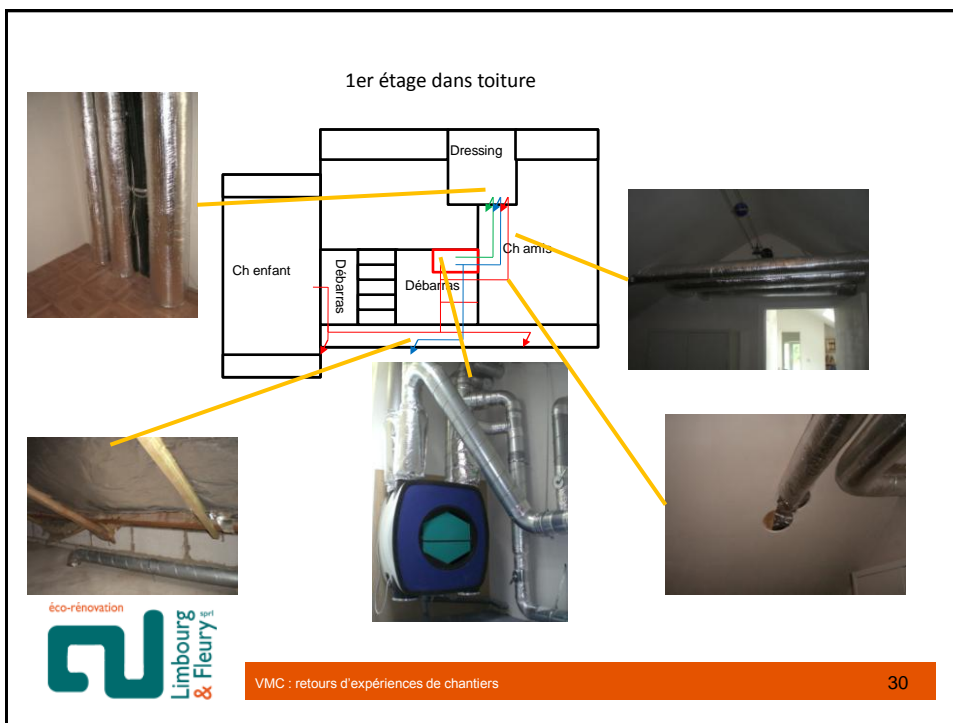 1er étage dans toiture
Dressing
Ch amis
Ch enfant
Débarras
Débarras
éco-rénovation
Limbourg sprl
& Fleury
VMC : retours d'expériences de chantiers
30